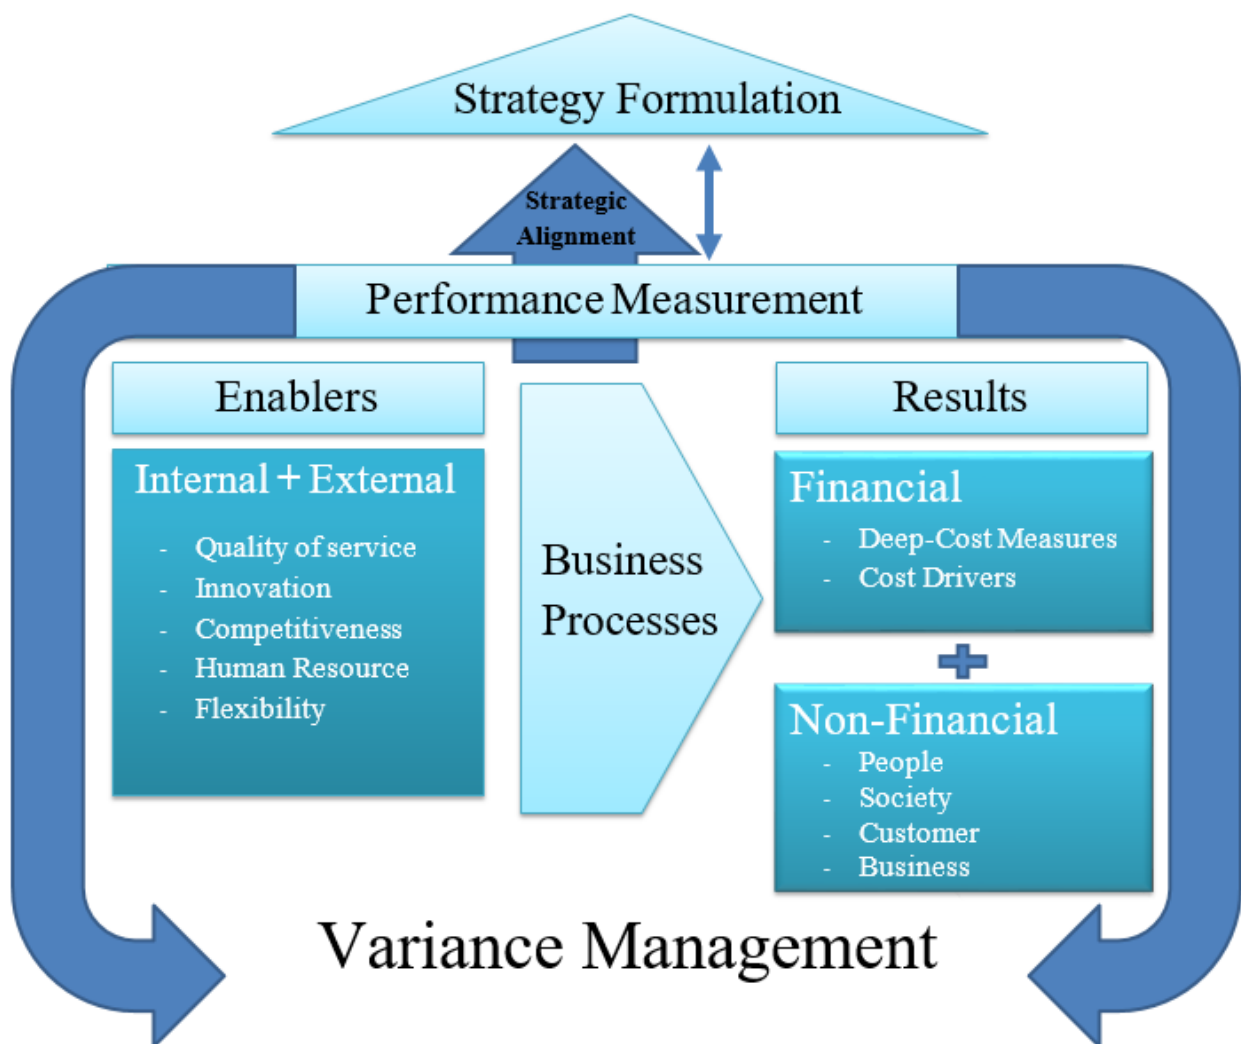 Strategy Formulation
Strategic
Alignment
Performance Measurement
Enablers
Internal + External
- Quality of service
- Innovation
- Competitiveness
- Human Resource
- Flexibility
Business
Processes
Results
Financial
- Deep-Cost Measures
- Cost Drivers
Non-Financial
- People
- Society
- Customer
- Business
Variance Management